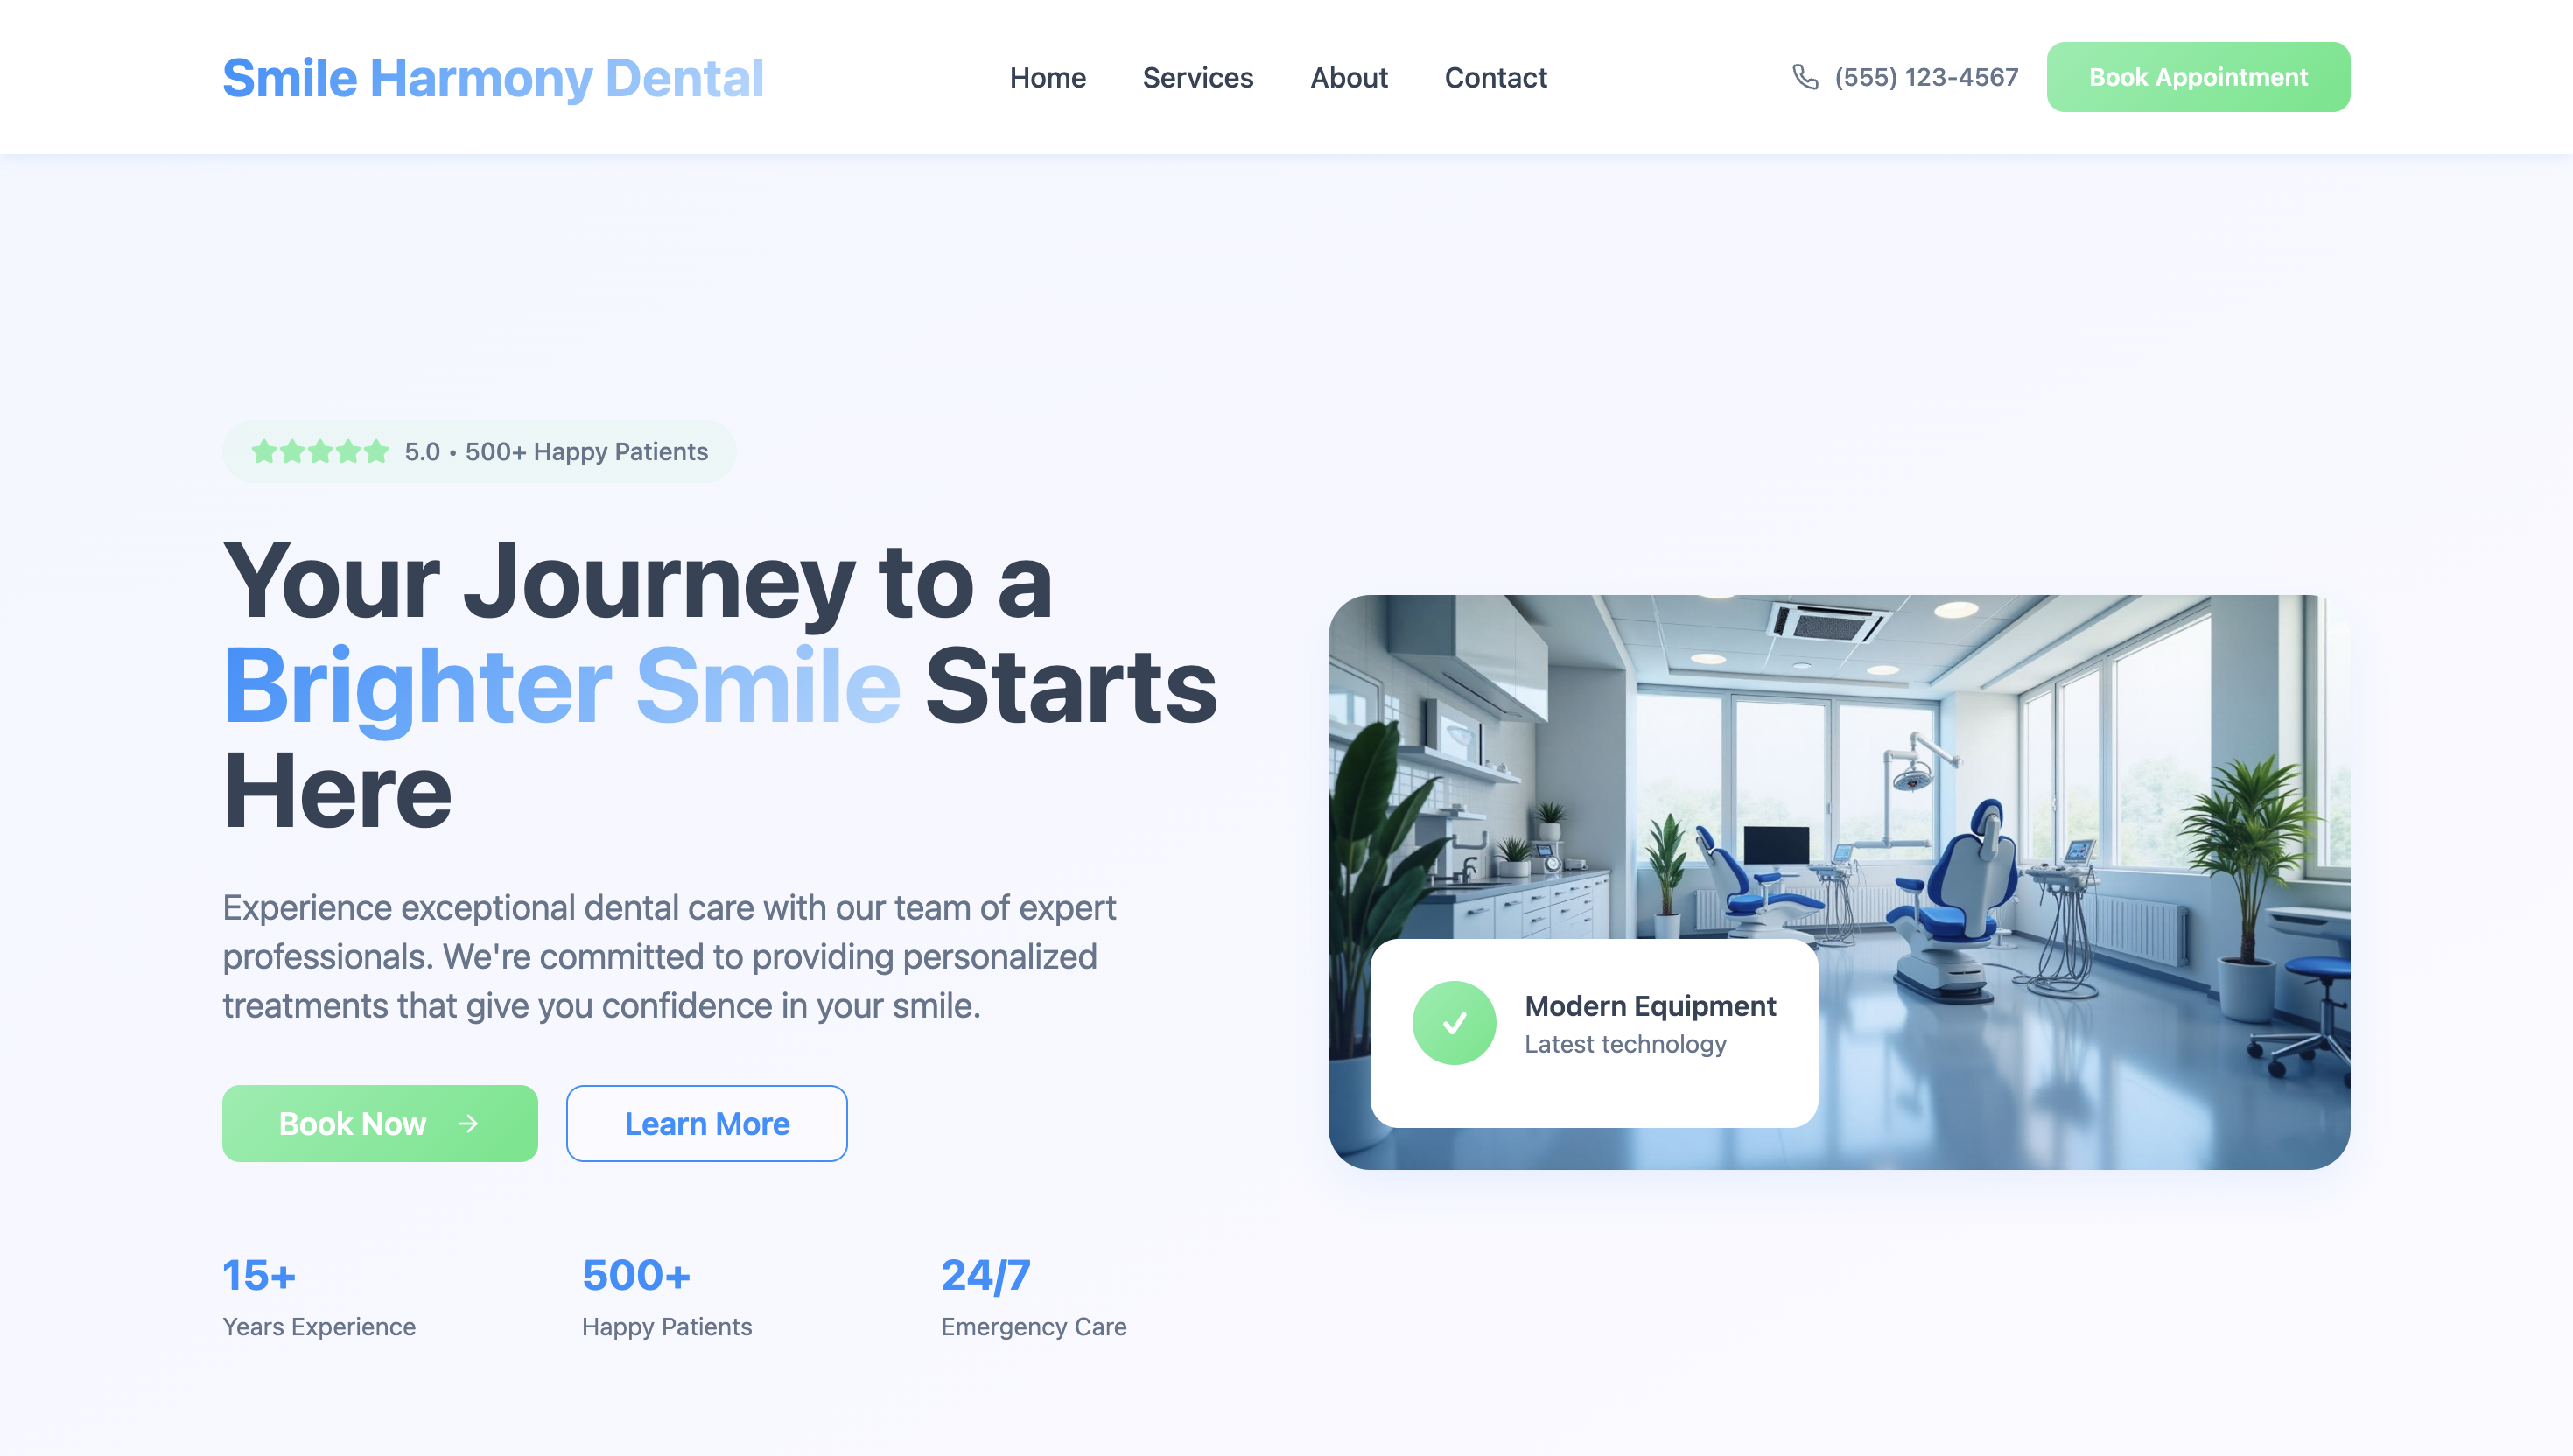 Smile Harmony Dental
Home
Services
About
Contact
(555) 123-4567
Book Appointment
5.0 • 500+ Happy Patients
Your Journey to a
Brighter Smile Starts
Here
Experience exceptional dental care with our team of expert
professionals. We're committed to providing personalized
treatments that give you confidence in your smile.
Book Now
Learn More
15+
Years Experience
500+
Happy Patients
24/7
Emergency Care
Modern Equipment
Latest technology